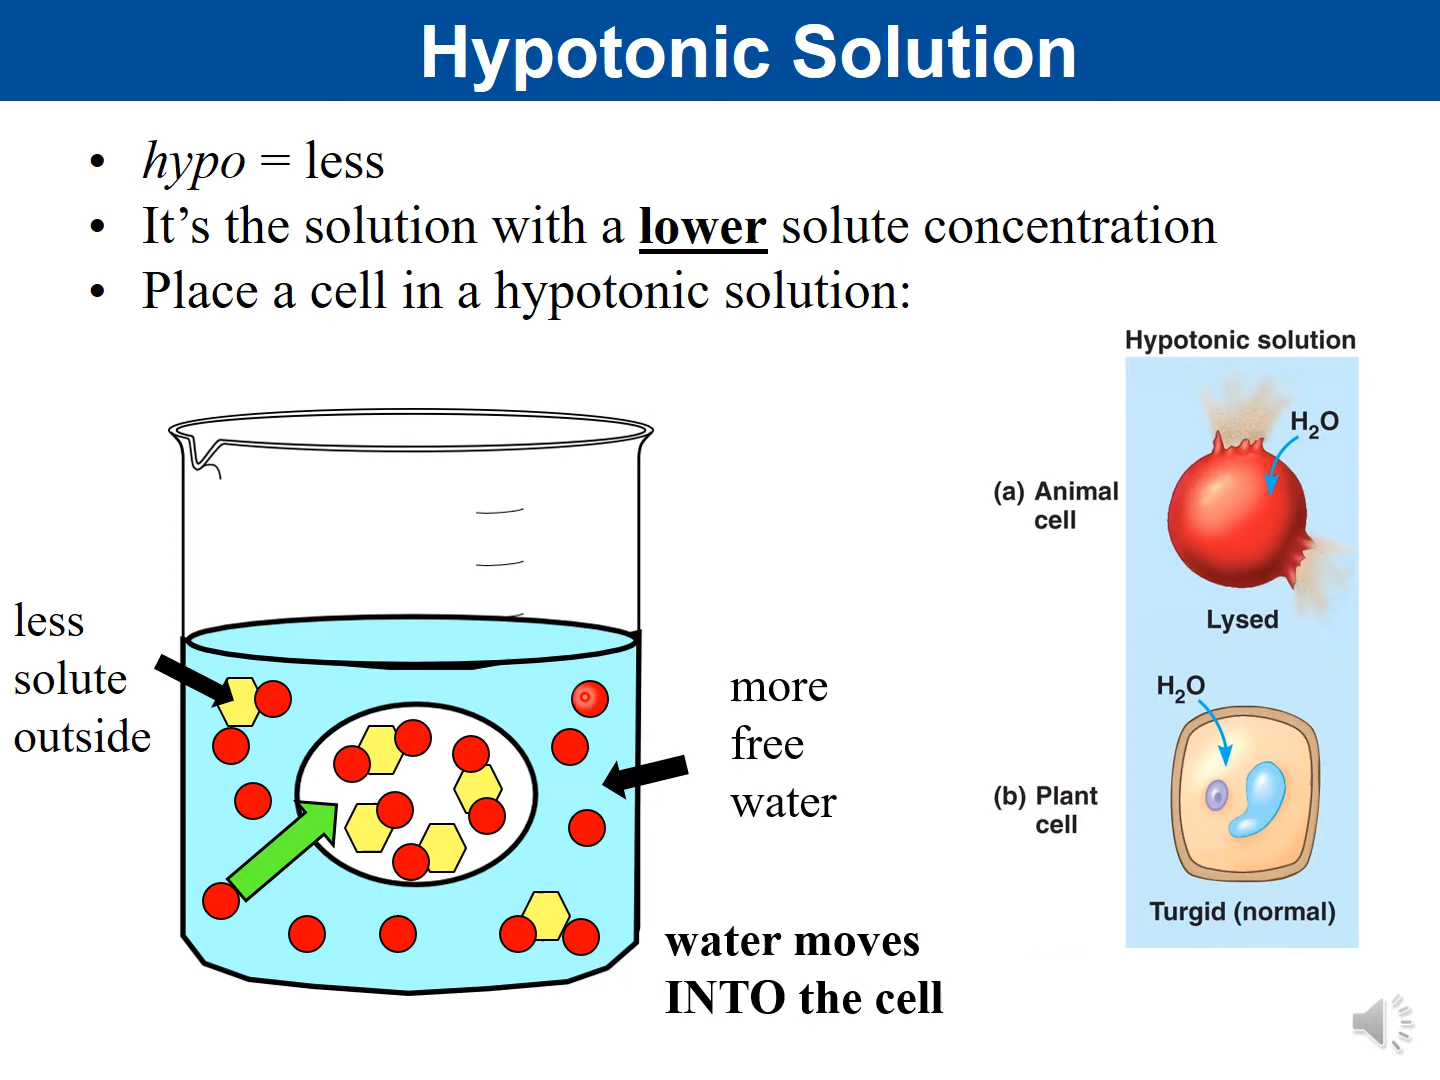 Hypotonic Solution
• hypo = less
• It’s the solution with a lower solute concentration
• Place a cell in a hypotonic solution:
less
solute
outside
more
free
water
water moves
INTO the cell
Hypotonic solution
H₂O
(a) Animal
cell
Lysed
H₂O
(b) Plant
cell
Turgid (normal)